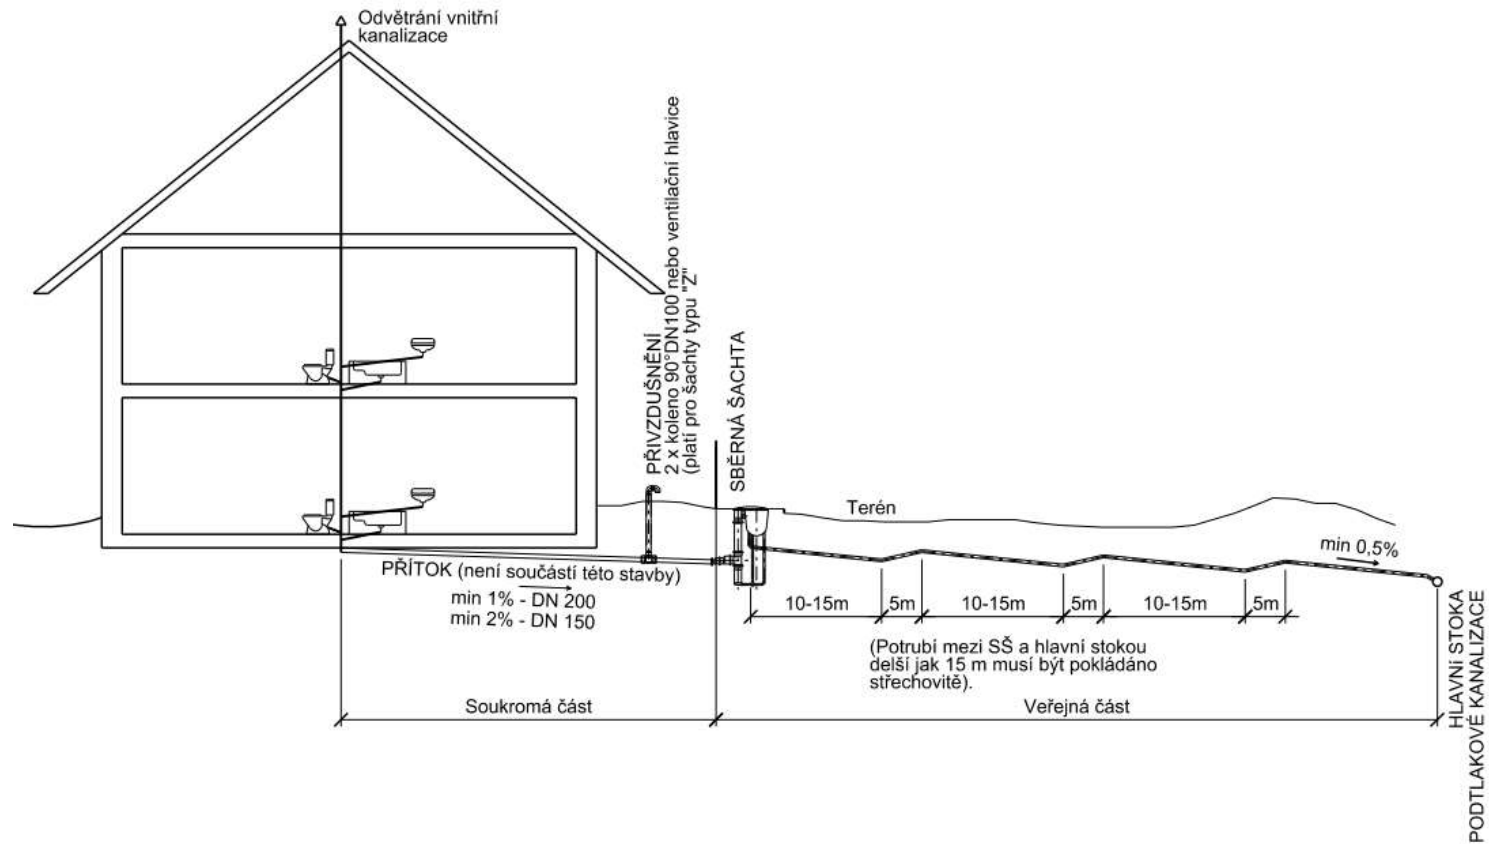 Odvětrání vnitřní
kanalizace
PŘIVZDUŠNĚNÍ
2 x koleno 90°DN100 nebo ventilační hlavice
(platí pro šachty typu "Z"
SBĚRNÁ ŠACHTA
Terén
min 0,5%
PŘÍTOK (není součástí této stavby)
min 1% - DN 200
min 2% - DN 150
10-15m
5m
10-15m
5m
10-15m
5m
(Potrubí mezi SŠ a hlavní stokou
delší jak 15 m musí být pokládáno
střechovitě).
Soukromá část
Veřejná část
HLAVNí STOKA
PODTLAKOVÉ KANALIZACE